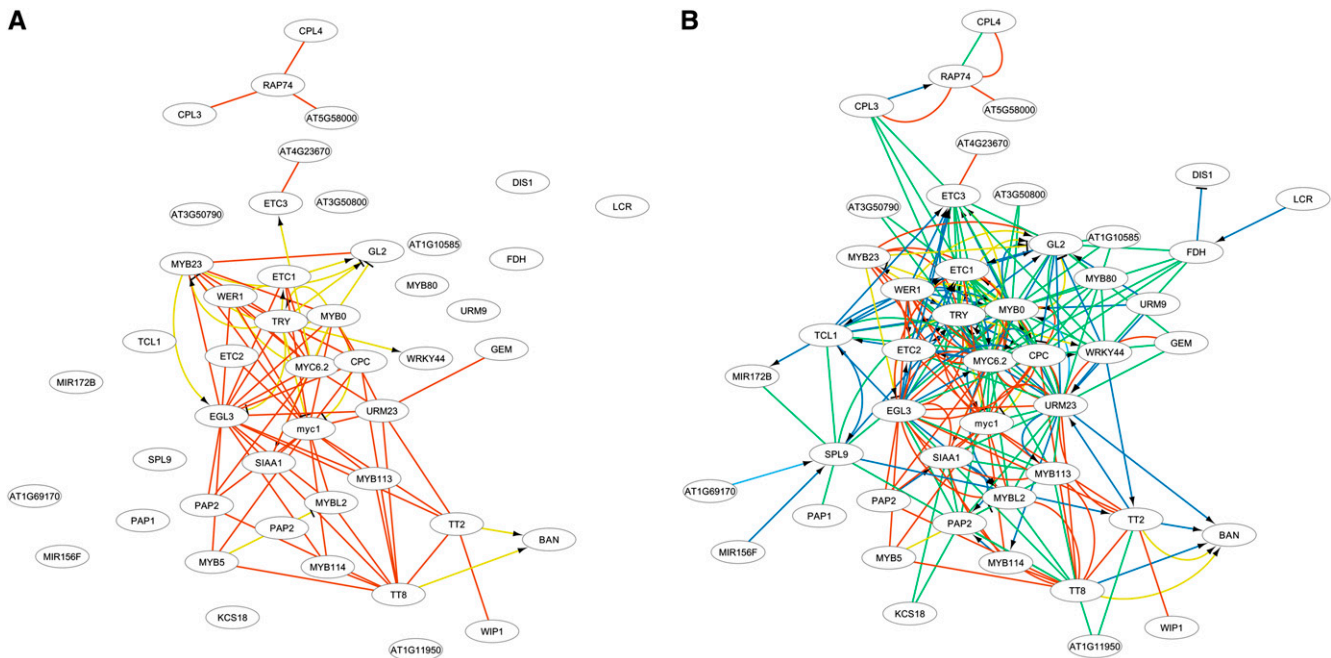 A
CPL4
RAP74
CPL3
AT5G58000
AT4G23670
DIS1
ETC3
AT3G50800
LCR
AT3G50790
AT1G10585
GL2
FDH
MYB23
ETC1
MYB80
WER1
URM9
TRY
MYB0
TCL1
GEM
ETC2
CPC
WRKY44
MYC6.2
MIR172B
EGL3
URM23
myc1
SPL9
SIAA1
MYB113
AT1G69170
PAP2
MYBL2
PAP1
PAP2
TT2
BAN
MIR156F
MYB5
MYB114
TT8
KCS18
WIP1
AT1G11950
B
CPL4
RAP74
CPL3
AT5G58000
AT4G23670
DIS1
ETC3
AT3G50800
LCR
AT3G50790
AT1G10585
GL2
FDH
MYB23
ETC1
MYB80
WER1
URM9
TRY
MYB0
TCL1
GEM
ETC2
CPC
WRKY44
MYC6.2
MIR172B
EGL3
URM23
myc1
SPL9
SIAA1
MYB113
AT1G69170
PAP2
MYBL2
PAP1
PAP2
TT2
BAN
MIR156F
MYB5
MYB114
TT8
KCS18
WIP1
AT1G11950